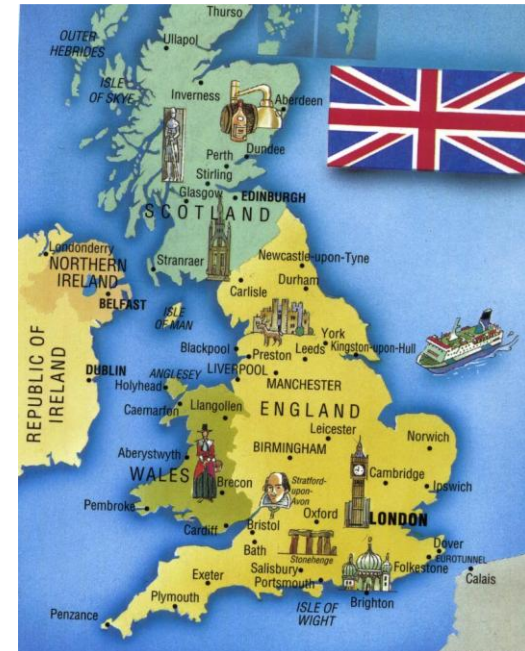 Thurso
OUTER
HEBRIDES
Ullapol
ISLE
OF SKYE
Inverness
Aberdeen
Dundee
Perth
Stirling
Glasgow
EDINBURGH
SCOTLAND
Londonderry
NORTHERN
IRELAND
BELFAST
Stranraer
Newcastle-upon-Tyne
Durham
Carlisle
ISLE
OF MAN
REPUBLIC OF
IRELAND
DUBLIN
York
Blackpool
Preston
Leeds
Kingston-upon-Hull
ANGLESEY
LIVERPOOL
Holyhead
MANCHESTER
Caernarfon
Llangollen
ENGLAND
Leicester
Norwich
Aberystwyth
BIRMINGHAM
WALES
Brecon
Stratford-
upon-
Avon
Cambridge
Ipswich
Pembroke
Oxford
LONDON
Cardiff
Bristol
Bath
Stonehenge
Dover
EUROTUNNEL
Folkestone
Calais
Salisbury
Exeter
Portsmouth
Plymouth
ISLE OF
WIGHT
Brighton
Penzance